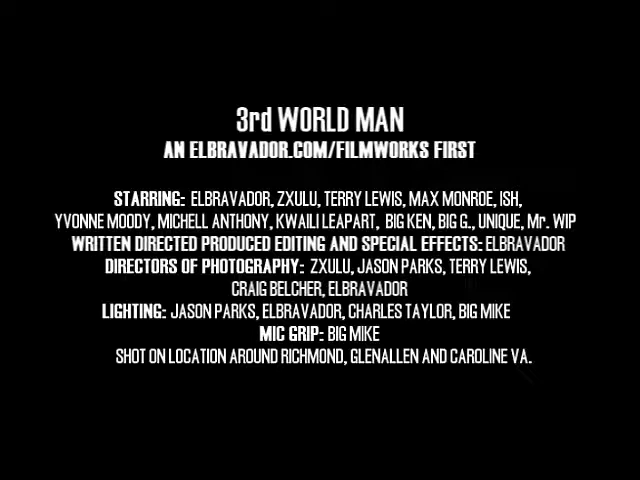 3rd WORLD MAN
AN ELBRAVADOR.COM/FILMWORKS FIRST
STARRING: ELBRAVADOR, ZXULU, TERRY LEWIS, MAX MONROE, ISH,
YVONNE MOODY, MICHELL ANTHONY, KWAILI LEAPART, BIG KEN, BIG G., UNIQUE, Mr. WIP
WRITTEN DIRECTED PRODUCED EDITING AND SPECIAL EFFECTS: ELBRAVADOR
DIRECTORS OF PHOTOGRAPHY: ZXULU, JASON PARKS, TERRY LEWIS,
CRAIG BELCHER, ELBRAVADOR
LIGHTING: JASON PARKS, ELBRAVADOR, CHARLES TAYLOR, BIG MIKE
MIC GRIP: BIG MIKE
SHOT ON LOCATION AROUND RICHMOND, GLENALLEN AND CAROLINE VA.